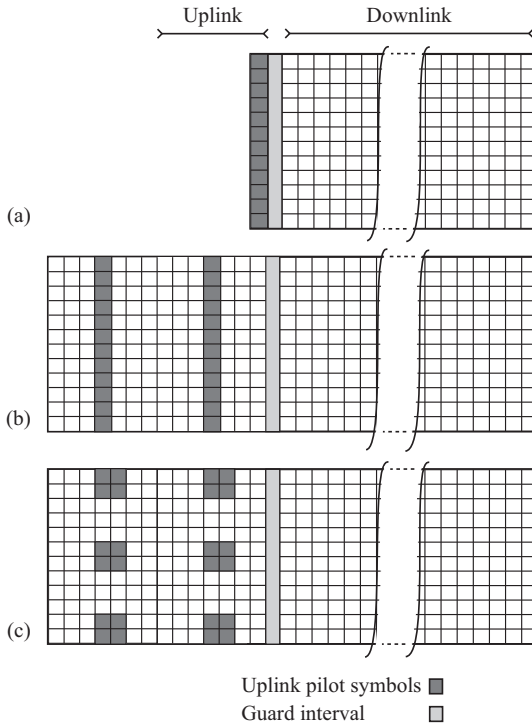 Uplink Downlink
(a)
(b)
(c)
Uplink pilot symbols
Guard interval